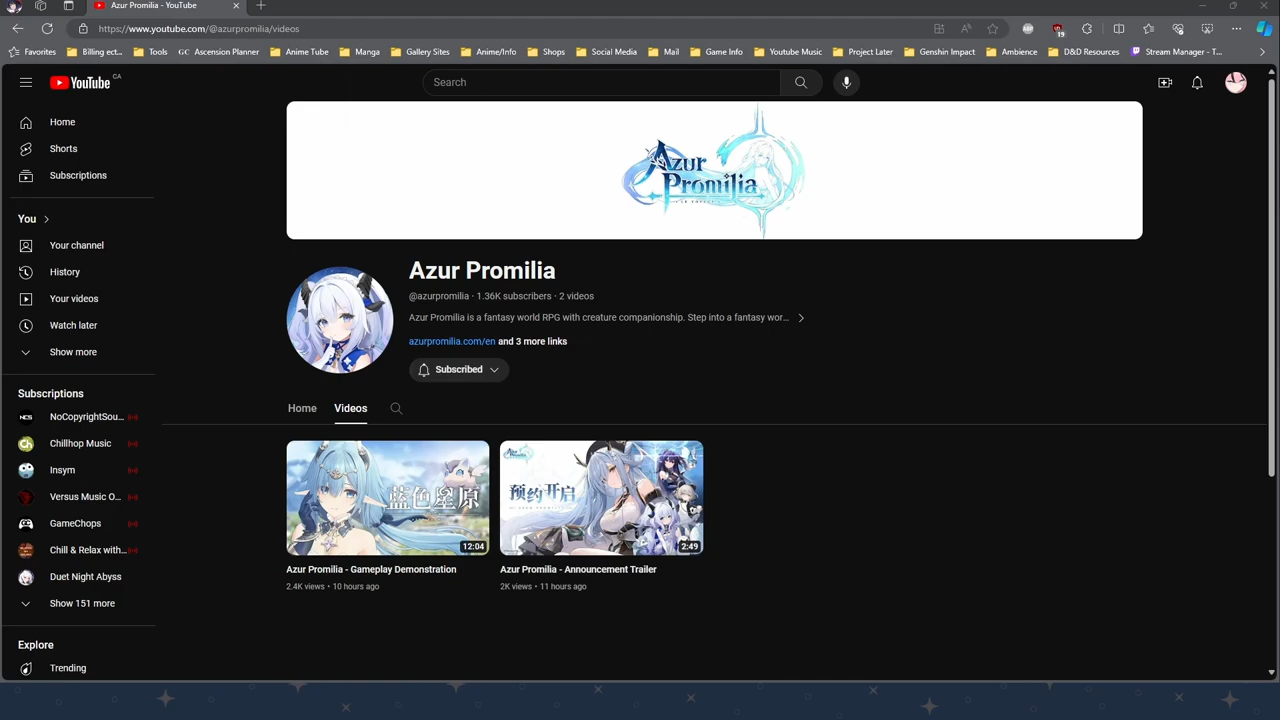 Azur Promilia - YouTube
https://www.youtube.com/@azurpromilia/videos
19
Favorites
Billing ect...
Tools
GC Ascension Planner
Anime Tube
Manga
Gallery Sites
Anime/Info
Shops
Social Media
Mail
Game Info
Youtube Music
Project Later
Genshin Impact
Ambience
D&D Resources
Stream Manager - T...
YouTube CA
Search
Home
Shorts
Subscriptions
You
Your channel
History
Your videos
Watch later
Show more
Subscriptions
NoCopyrightSou...
Chillhop Music
Insym
Versus Music O...
GameChops
Chill & Relax with...
Duet Night Abyss
Show 151 more
Explore
Trending
Azur
Promilia
Azur Promilia
@azurpromilia · 1.36K subscribers · 2 videos
Azur Promilia is a fantasy world RPG with creature companionship. Step into a fantasy wor...
azurpromilia.com/en and 3 more links
Subscribed
Home
Videos
蓝色星原
12:04
Azur Promilia - Gameplay Demonstration
2.4K views • 10 hours ago
Azur
Promilia
预约开启
2:49
Azur Promilia - Announcement Trailer
2K views • 11 hours ago